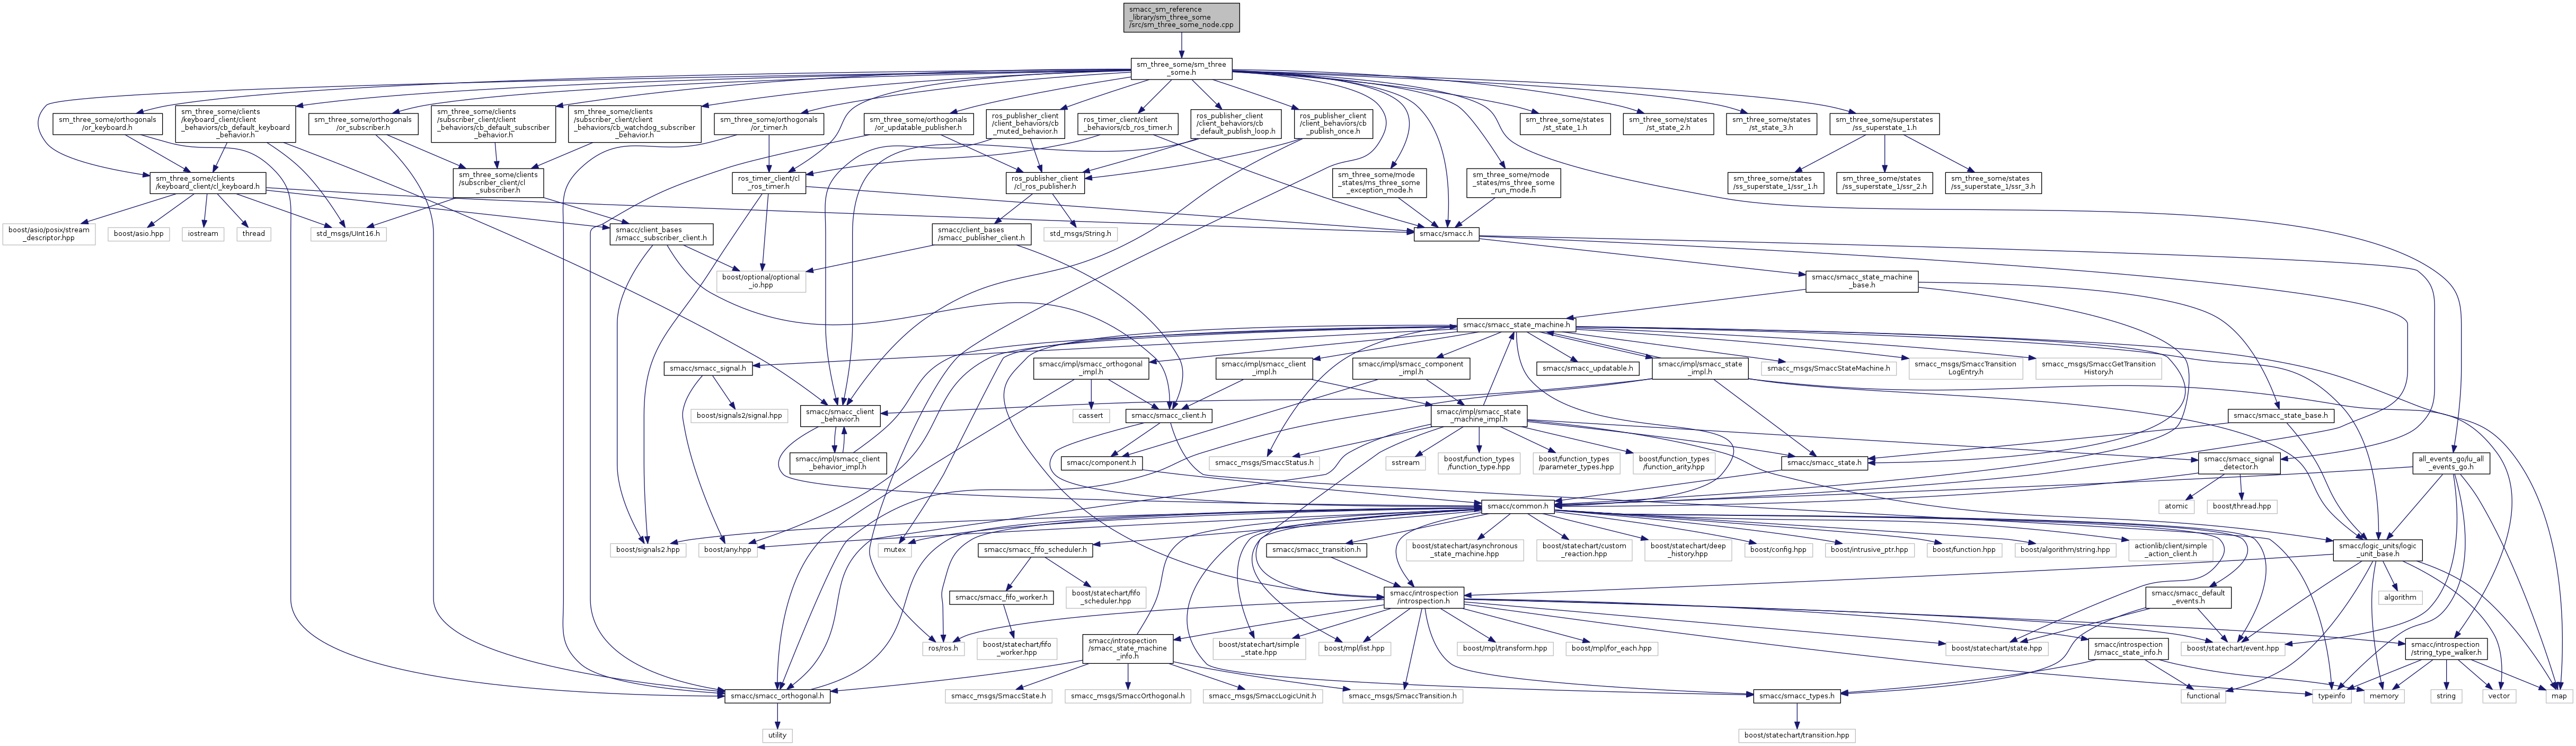 smacc_sm_reference
_library/sm_three_some
/src/sm_three_some_node.cpp
sm_three_some/sm_three
_some.h
sm_three_some/orthogonals
/or_keyboard.h
sm_three_some/clients
/keyboard_client/client
_behaviors/cb_default_keyboard
_behavior.h
sm_three_some/orthogonals
/or_subscriber.h
sm_three_some/clients
/subscriber_client/client
_behaviors/cb_default_subscriber
_behavior.h
sm_three_some/clients
/subscriber_client/client
_behaviors/cb_watchdog_subscriber
_behavior.h
sm_three_some/orthogonals
/or_timer.h
sm_three_some/orthogonals
/or_updatable_publisher.h
ros_publisher_client
/client_behaviors/cb
_muted_behavior.h
ros_timer_client/client
_behaviors/cb_ros_timer.h
ros_publisher_client
/client_behaviors/cb
_default_publish_loop.h
ros_publisher_client
/client_behaviors/cb
_publish_once.h
sm_three_some/states
/st_state_1.h
sm_three_some/states
/st_state_2.h
sm_three_some/states
/st_state_3.h
sm_three_some/superstates
/ss_superstate_1.h
sm_three_some/clients
/keyboard_client/cl_keyboard.h
sm_three_some/clients
/subscriber_client/cl
_subscriber.h
ros_timer_client/cl
_ros_timer.h
ros_publisher_client
/cl_ros_publisher.h
sm_three_some/mode
_states/ms_three_some
_exception_mode.h
sm_three_some/mode
_states/ms_three_some
_run_mode.h
sm_three_some/states
/ss_superstate_1/ssr_1.h
sm_three_some/states
/ss_superstate_1/ssr_2.h
sm_three_some/states
/ss_superstate_1/ssr_3.h
boost/asio/posix/stream
_descriptor.hpp
boost/asio.hpp
iostream
thread
std_msgs/UInt16.h
smacc/client_bases
/smacc_subscriber_client.h
smacc/client_bases
/smacc_publisher_client.h
std_msgs/String.h
smacc/smacc.h
boost/optional/optional
_io.hpp
smacc/smacc_state_machine
_base.h
smacc/smacc_state_machine.h
smacc/smacc_signal.h
smacc/impl/smacc_orthogonal
_impl.h
smacc/impl/smacc_client
_impl.h
smacc/impl/smacc_component
_impl.h
smacc/smacc_updatable.h
smacc/impl/smacc_state
_impl.h
smacc_msgs/SmaccStateMachine.h
smacc_msgs/SmaccTransition
LogEntry.h
smacc_msgs/SmaccGetTransition
History.h
boost/signals2/signal.hpp
smacc/smacc_client
_behavior.h
cassert
smacc/smacc_client.h
smacc/impl/smacc_state
_machine_impl.h
smacc/smacc_state_base.h
smacc/impl/smacc_client
_behavior_impl.h
smacc/component.h
smacc_msgs/SmaccStatus.h
sstream
boost/function_types
/function_type.hpp
boost/function_types
/parameter_types.hpp
boost/function_types
/function_arity.hpp
smacc/smacc_state.h
smacc/smacc_signal
_detector.h
all_events_go/lu_all
_events_go.h
smacc/common.h
atomic
boost/thread.hpp
boost/signals2.hpp
boost/any.hpp
mutex
smacc/smacc_fifo_scheduler.h
smacc/smacc_transition.h
boost/statechart/asynchronous
_state_machine.hpp
boost/statechart/custom
_reaction.hpp
boost/statechart/deep
_history.hpp
boost/config.hpp
boost/intrusive_ptr.hpp
boost/function.hpp
boost/algorithm/string.hpp
actionlib/client/simple
_action_client.h
smacc/logic_units/logic
_unit_base.h
smacc/smacc_fifo_worker.h
boost/statechart/fifo
_scheduler.hpp
smacc/introspection
/introspection.h
smacc/smacc_default
_events.h
algorithm
ros/ros.h
boost/statechart/fifo
_worker.hpp
smacc/introspection
/smacc_state_machine
_info.h
boost/statechart/simple
_state.hpp
boost/mpl/list.hpp
boost/mpl/transform.hpp
boost/mpl/for_each.hpp
boost/statechart/state.hpp
smacc/introspection
/smacc_state_info.h
boost/statechart/event.hpp
smacc/introspection
/string_type_walker.h
smacc/smacc_orthogonal.h
smacc_msgs/SmaccState.h
smacc_msgs/SmaccOrthogonal.h
smacc_msgs/SmaccLogicUnit.h
smacc_msgs/SmaccTransition.h
smacc/smacc_types.h
functional
typeinfo
memory
string
vector
map
utility
boost/statechart/transition.hpp